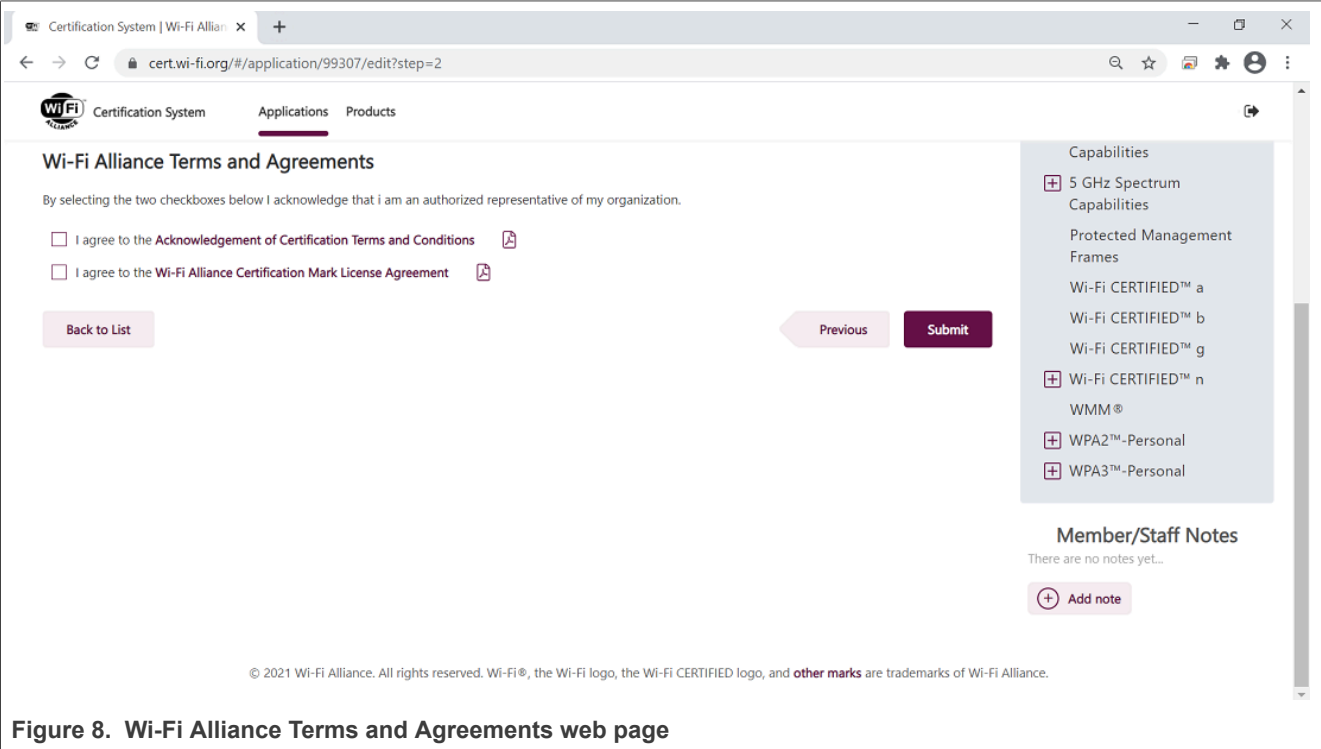 Certification System | Wi-Fi Allian
cert.wi-fi.org/#/application/99307/edit?step=2
Wi Fi
ALLIANCE
Certification System
Applications
Products
Wi-Fi Alliance Terms and Agreements
By selecting the two checkboxes below I acknowledge that i am an authorized representative of my organization.
I agree to the Acknowledgement of Certification Terms and Conditions
I agree to the Wi-Fi Alliance Certification Mark License Agreement
Back to List
Previous
Submit
Capabilities
5 GHz Spectrum
Capabilities
Protected Management
Frames
Wi-Fi CERTIFIED™ a
Wi-Fi CERTIFIED™ b
Wi-Fi CERTIFIED™ g
Wi-Fi CERTIFIED™ n
WMM®
WPA2™-Personal
WPA3™-Personal
Member/Staff Notes
There are no notes yet...
Add note
© 2021 Wi-Fi Alliance. All rights reserved. Wi-Fi®, the Wi-Fi logo, the Wi-Fi CERTIFIED logo, and other marks are trademarks of Wi-Fi Alliance.
Figure 8. Wi-Fi Alliance Terms and Agreements web page